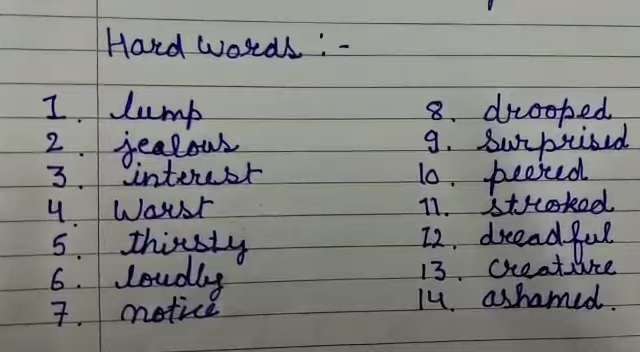 Hard Words :-
1. lump
2. jealous
3. interest
4. Warst
5. thirsty
6. loudly
7. notice
8. drooped
9. surprised
10. peered
11. stroked
12. dreadful
13. creature
14. ashamed.